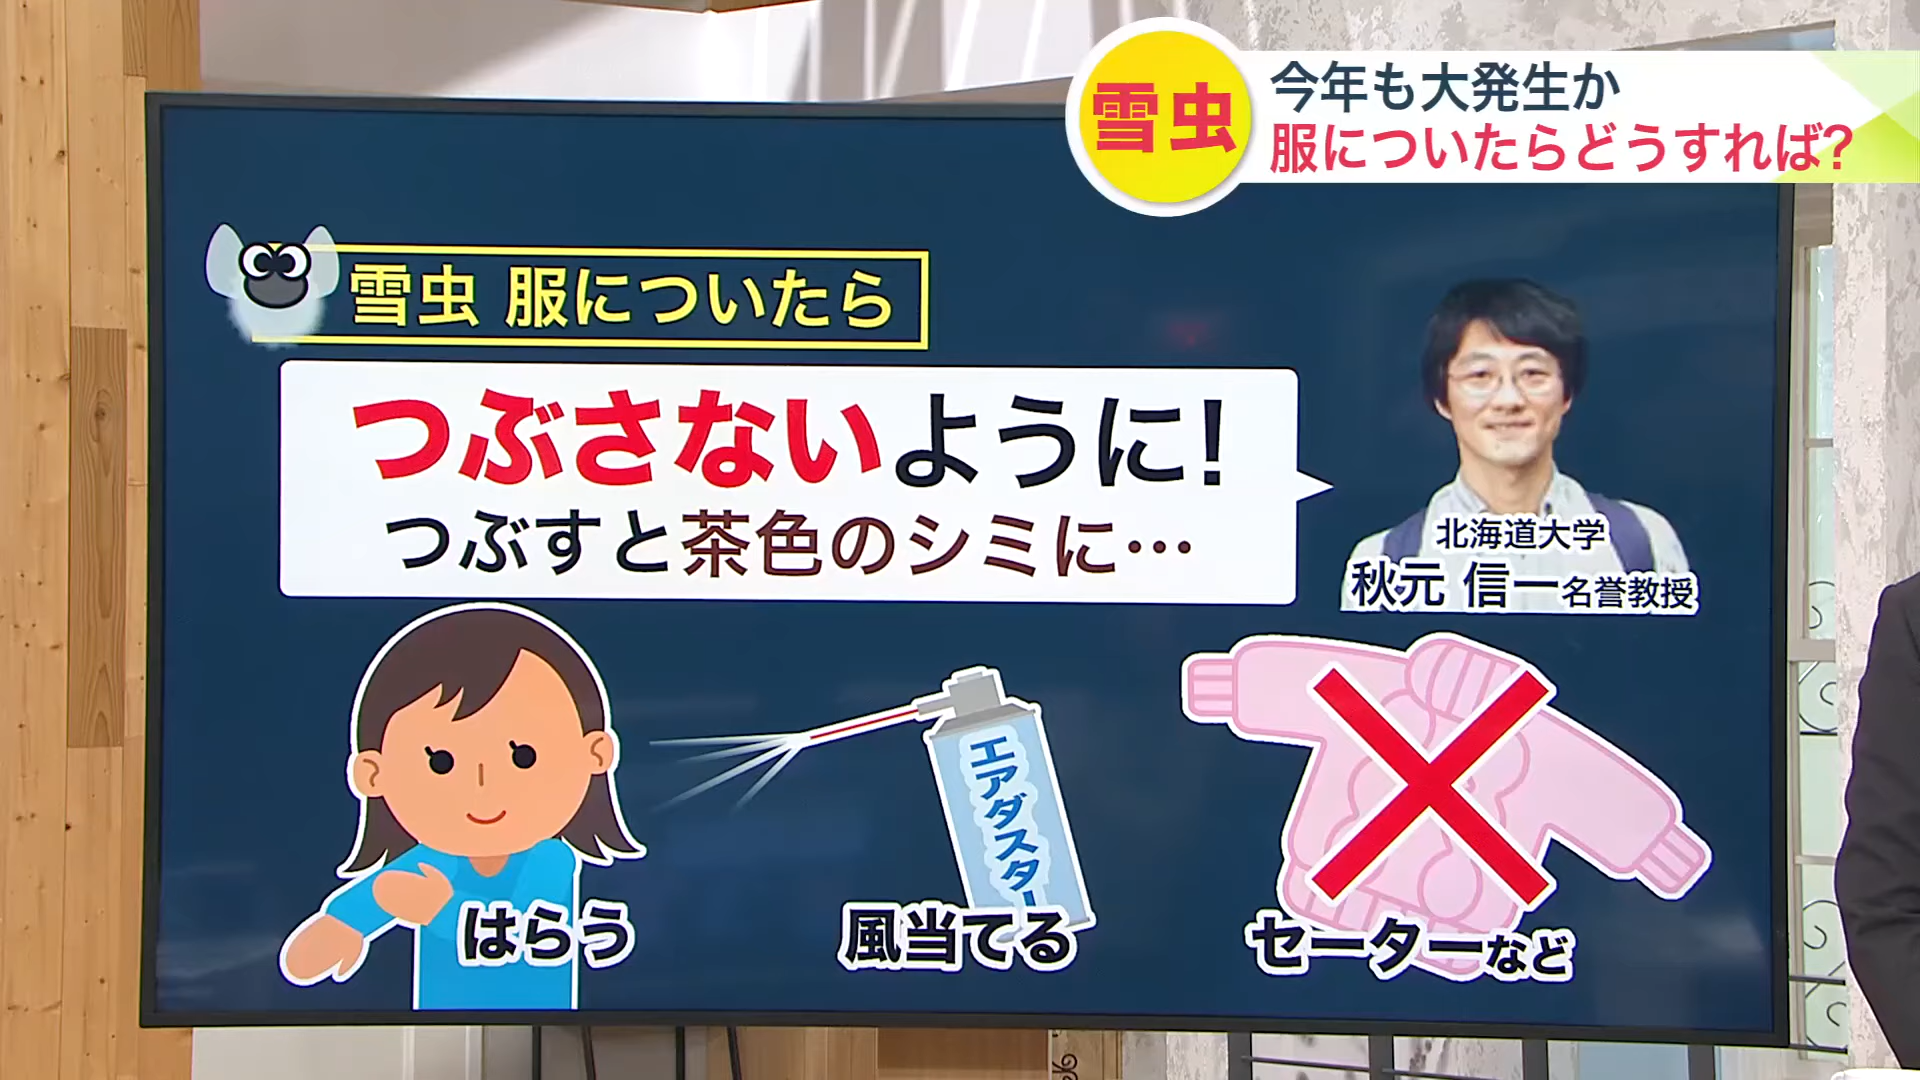 雪虫
今年も大発生か
服についたらどうすれば?
雪虫 服についたら
つぶさないように!
つぶすと茶色のシミに…
北海道大学
秋元 信一名誉教授
エアダスター
はらう
風当てる
セーターなど